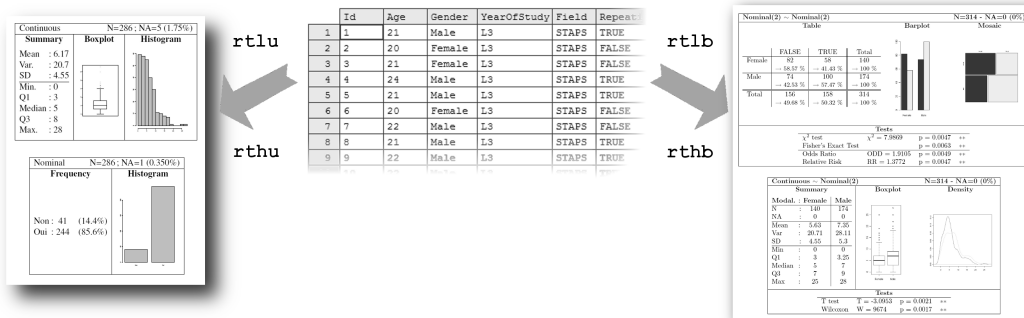 Continuous N=286 ; NA=5 (1.75%)
Summary Boxplot Histogram
Mean : 6.17
Var. : 20.7
SD : 4.55
Min. : 0
Q1 : 3
Median : 5
Q3 : 8
Max. : 28
Nominal N=286 ; NA=1 (0.350%)
Frequency Histogram
Non : 41 (14.4%)
Oui : 244 (85.6%)
rtlu
rthu
Id Age Gender YearOfStudy Field Repeat
1 1 21 Male L3 STAPS TRUE
2 2 20 Female L3 STAPS FALSE
3 3 21 Female L3 STAPS FALSE
4 4 24 Male L3 STAPS TRUE
5 5 21 Male L3 STAPS TRUE
6 6 20 Female L3 STAPS FALSE
7 7 22 Male L3 STAPS FALSE
8 8 21 Male L3 STAPS TRUE
9 9 22 Male L3 STAPS TRUE
rtlb
rthb
Nominal(2) ~ Nominal(2) N=314 - NA=0 (0%)
Table Barplot Mosaic
FALSE TRUE Total
Female 82 58 140
→ 58.57 % → 41.43 % → 100 %
Male 74 100 174
→ 42.53 % → 57.47 % → 100 %
Total 156 158 314
→ 49.68 % → 50.32 % → 100 %
Tests
χ² test χ² = 7.9869 p = 0.0047 **
Fisher's Exact Test p = 0.0063 **
Odds Ratio ODD = 1.9105 p = 0.0049 **
Relative Risk RR = 1.3772 p = 0.0047 **
Continuous ~ Nominal(2) N=314 - NA=0 (0%)
Summary Boxplot Density
Modal. : Female Male
N : 140 174
NA : 0 0
Mean : 5.63 7.35
Var : 20.71 28.11
SD : 4.55 5.3
Min : 0 0
Q1 : 3 3.25
Median : 5 7
Q3 : 7 9
Max : 25 28
Tests
T test T = -3.0953 p = 0.0021 **
Wilcoxon W = 9674 p = 0.0017 **